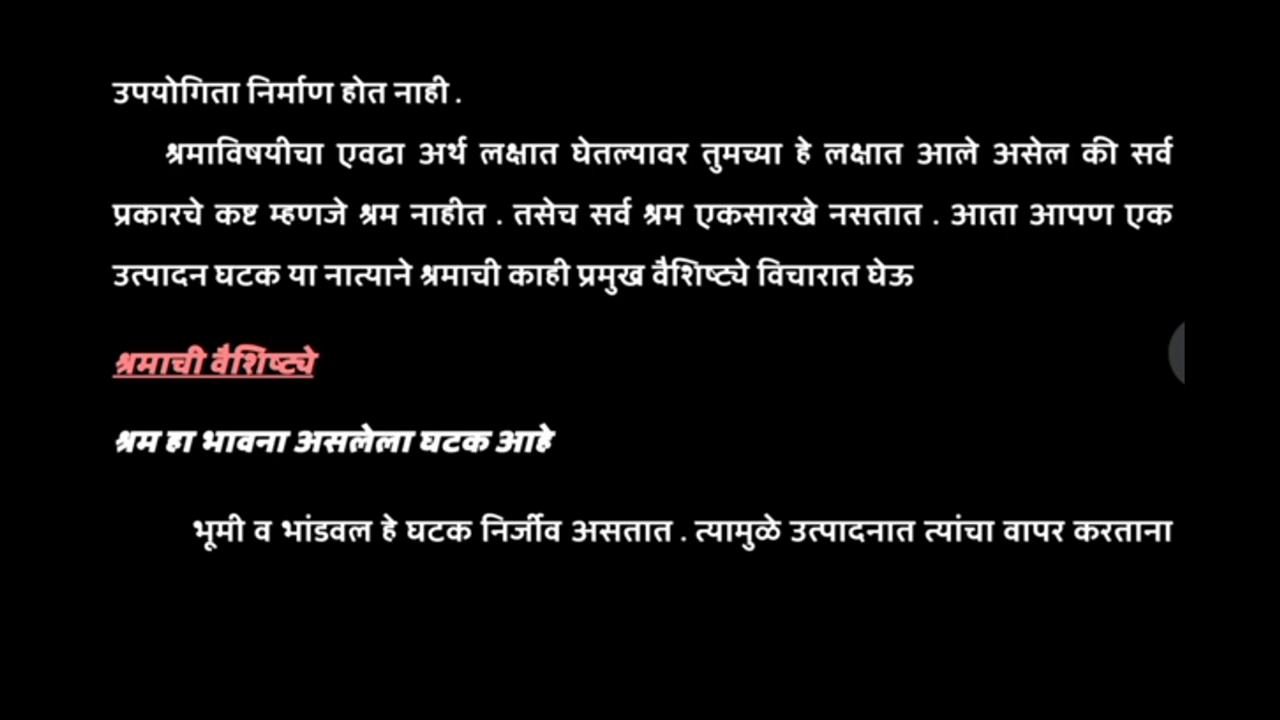 उपयोगिता निर्माण होत नाही .
श्रमाविषयीचा एवढा अर्थ लक्षात घेतल्यावर तुमच्या हे लक्षात आले असेल की सर्व
प्रकारचे कष्ट म्हणजे श्रम नाहीत . तसेच सर्व श्रम एकसारखे नसतात . आता आपण एक
उत्पादन घटक या नात्याने श्रमाची काही प्रमुख वैशिष्ट्ये विचारात घेऊ
श्रमाची वैशिष्ट्ये
श्रम हा भावना असलेला घटक आहे
भूमी व भांडवल हे घटक निर्जीव असतात . त्यामुळे उत्पादनात त्यांचा वापर करताना